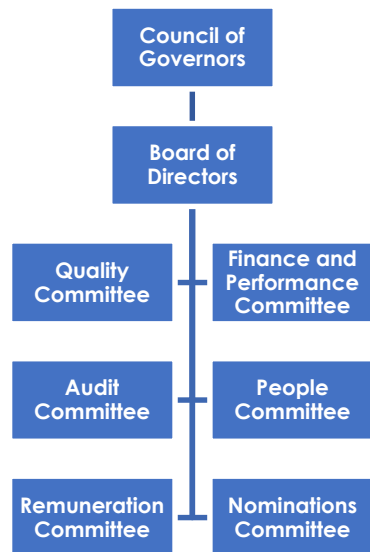 Council of
Governors
Board of
Directors
Quality
Committee
Finance and
Performance
Committee
Audit
Committee
People
Committee
Remuneration
Committee
Nominations
Committee